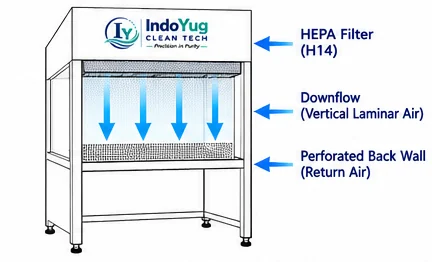 IY
IndoYug
CLEAN TECH
Precision in Purity
HEPA Filter
(H14)
Downflow
(Vertical Laminar Air)
Perforated Back Wall
(Return Air)